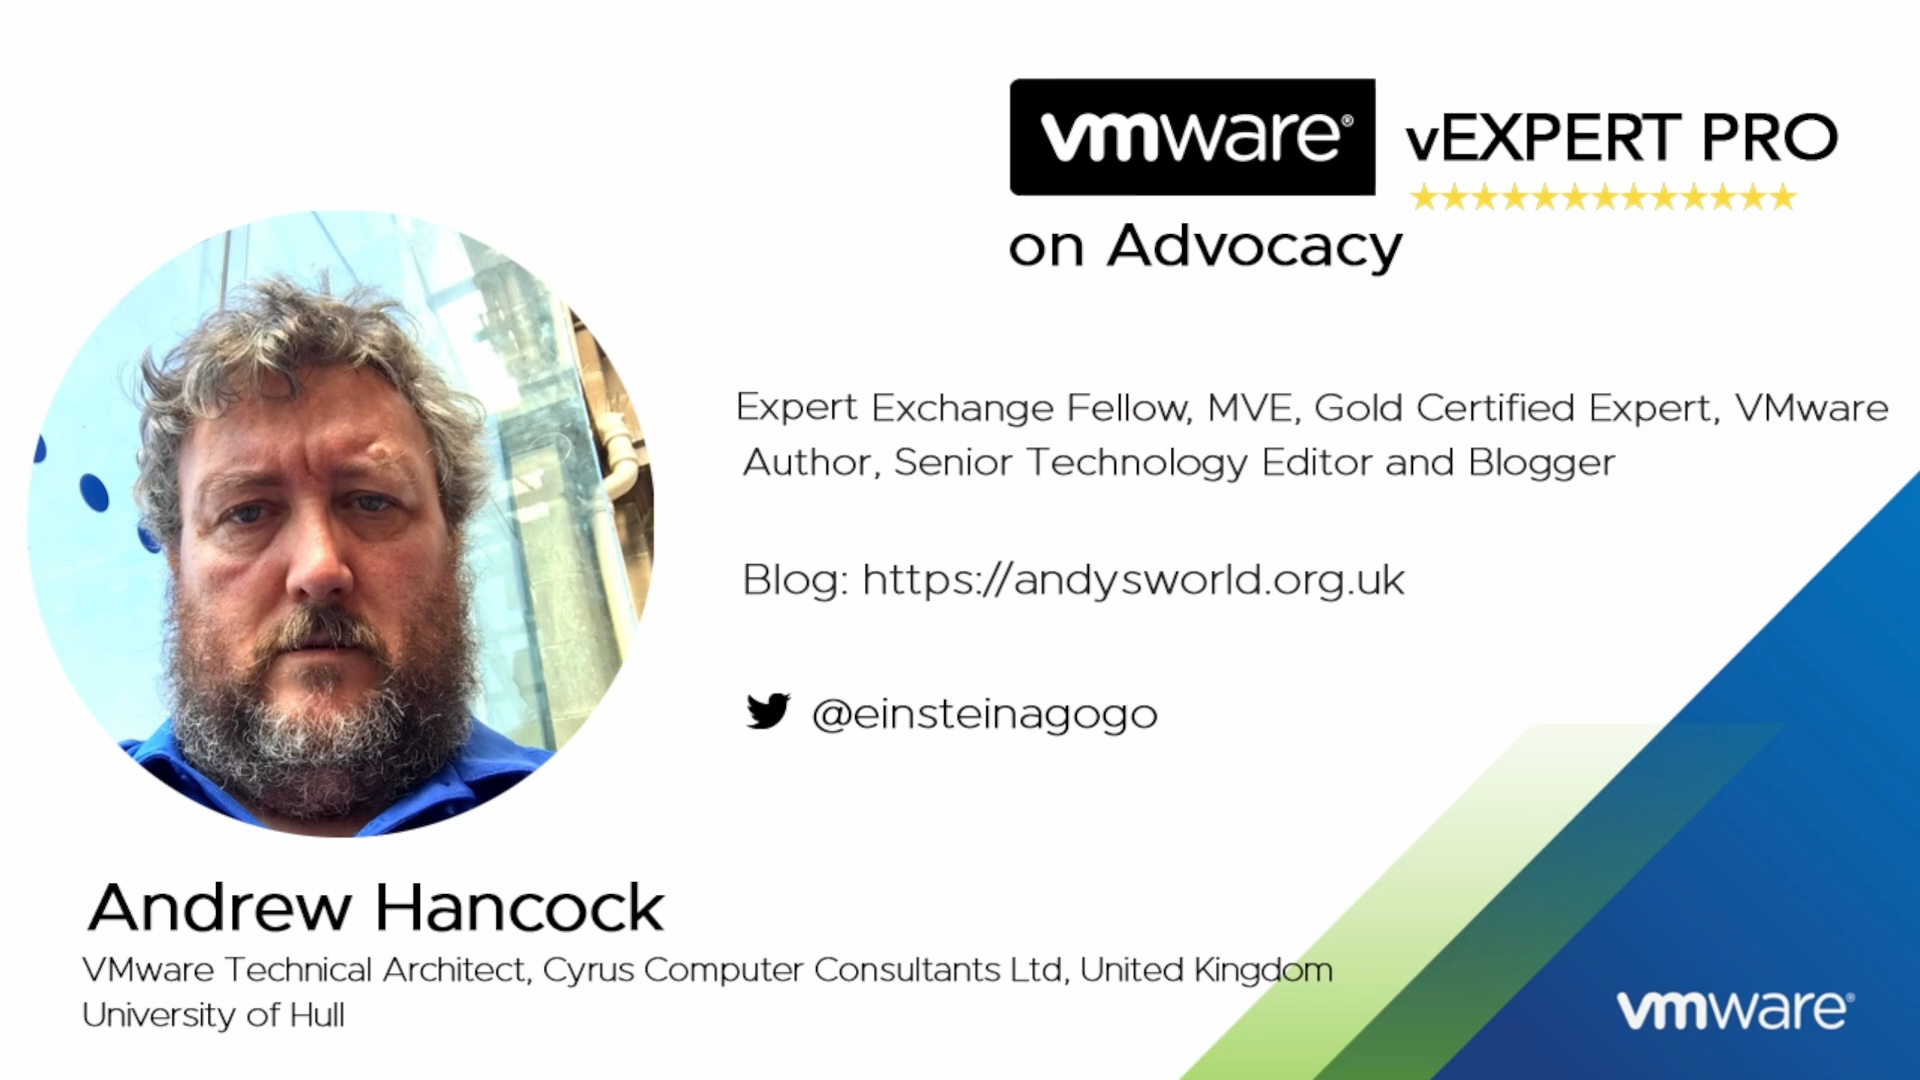 vmware® vEXPERT PRO
★★★★★★★★★★★★★
on Advocacy
Expert Exchange Fellow, MVE, Gold Certified Expert, VMware
Author, Senior Technology Editor and Blogger
Blog: https://andysworld.org.uk
@einsteinagogo
Andrew Hancock
VMware Technical Architect, Cyrus Computer Consultants Ltd, United Kingdom
University of Hull
vmware®